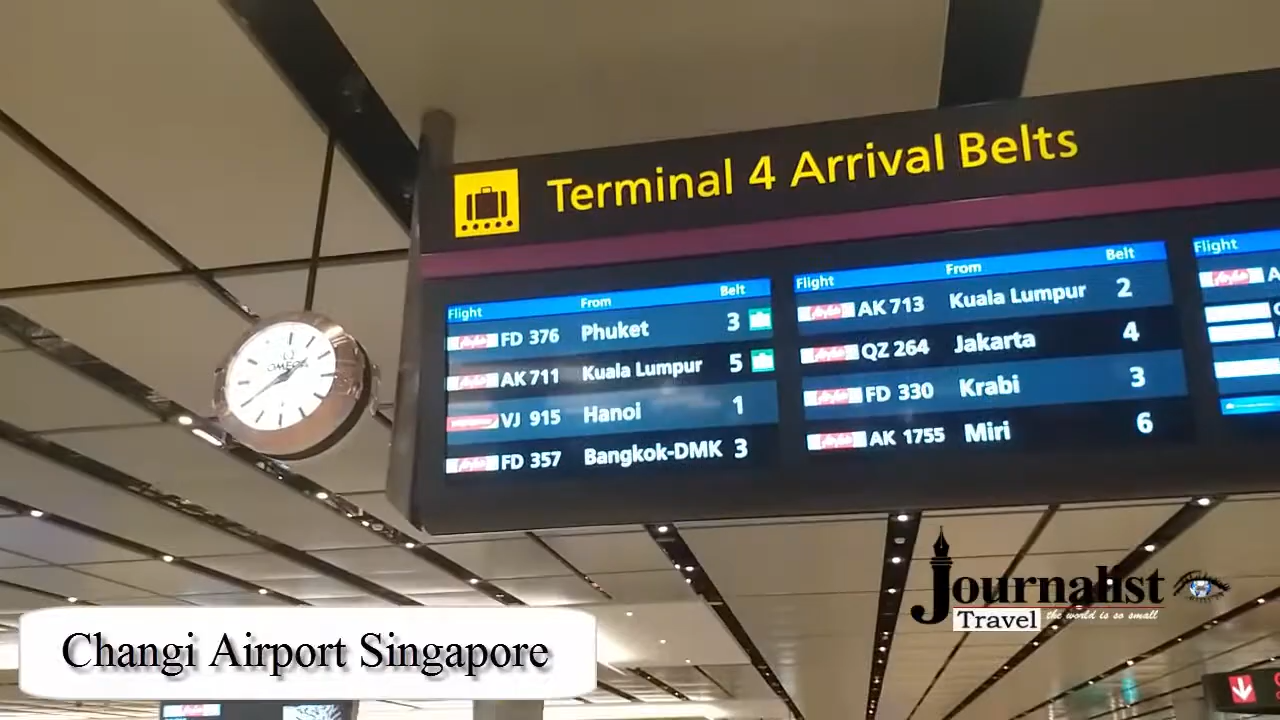 Terminal 4 Arrival Belts
Flight From Belt
FD 376 Phuket 3
AK 711 Kuala Lumpur 5
VJ 915 Hanoi 1
FD 357 Bangkok-DMK 3
Flight From Belt
AK 713 Kuala Lumpur 2
QZ 264 Jakarta 4
FD 330 Krabi 3
AK 1755 Miri 6
Flight
OMEGA
Journalist
Travel the world is so small
Changi Airport Singapore